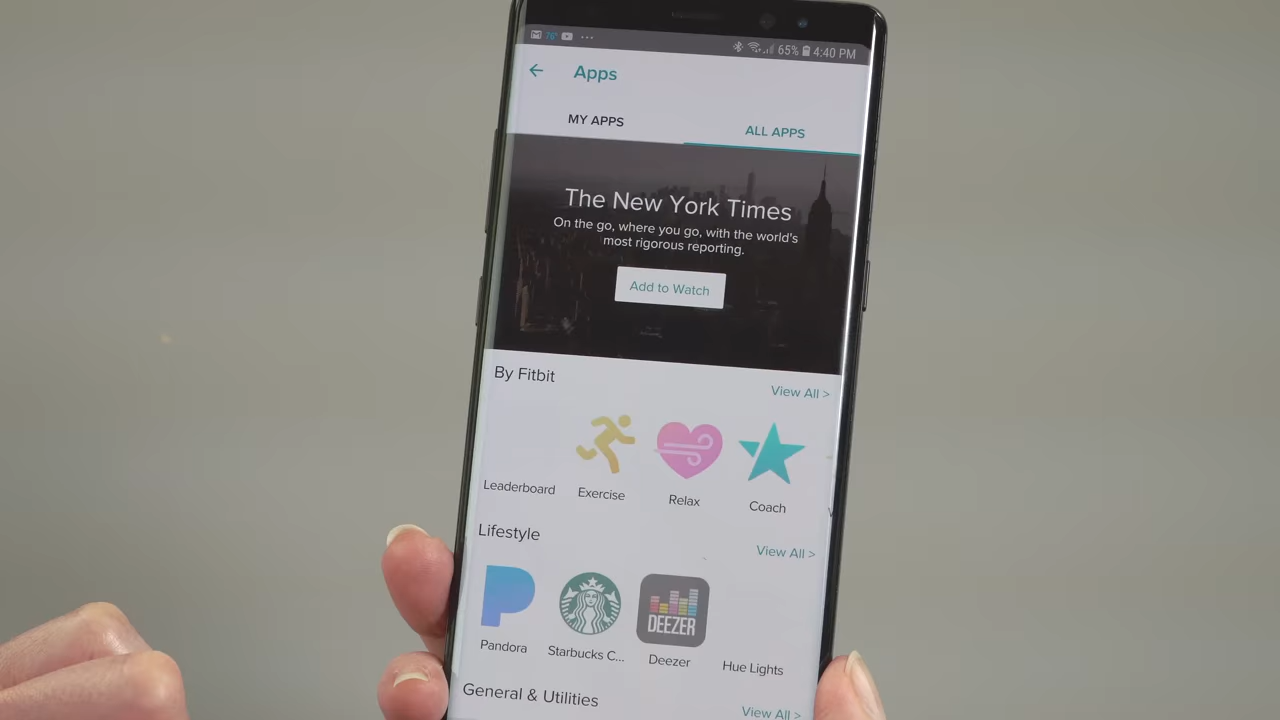 76° ... 65% 4:40 PM
Apps
MY APPS
ALL APPS
The New York Times
On the go, where you go, with the world's
most rigorous reporting.
Add to Watch
By Fitbit
View All >
Leaderboard
Exercise
Relax
Coach
Lifestyle
View All >
DEEZER
Pandora
Starbucks C...
Deezer
Hue Lights
General & Utilities
View All >